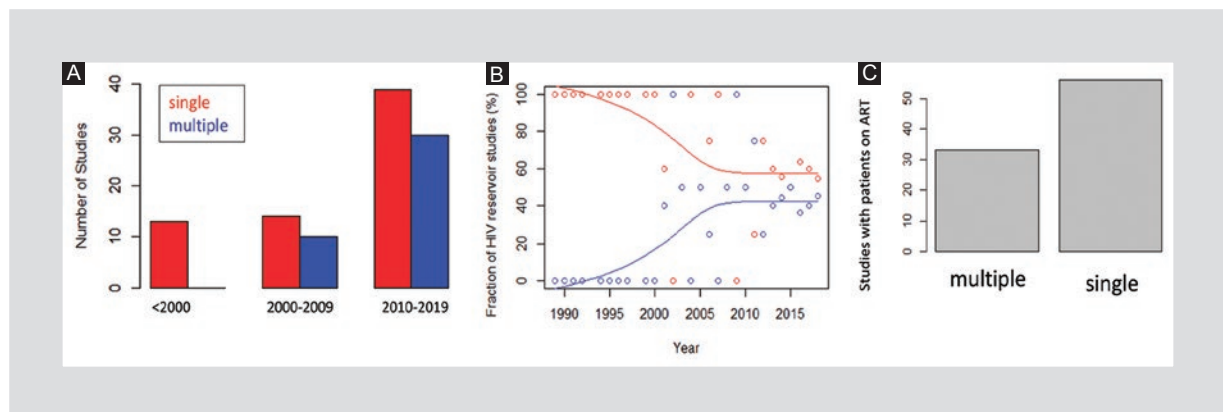 A
Number of Studies
40
30
20
10
0
single
multiple
<2000
2000-2009
2010-2019
B
Fraction of HIV reservoir studies (%)
100
80
60
40
20
0
1990
1995
2000
2005
2010
2015
Year
C
Studies with patients on ART
50
40
30
20
10
0
multiple
single